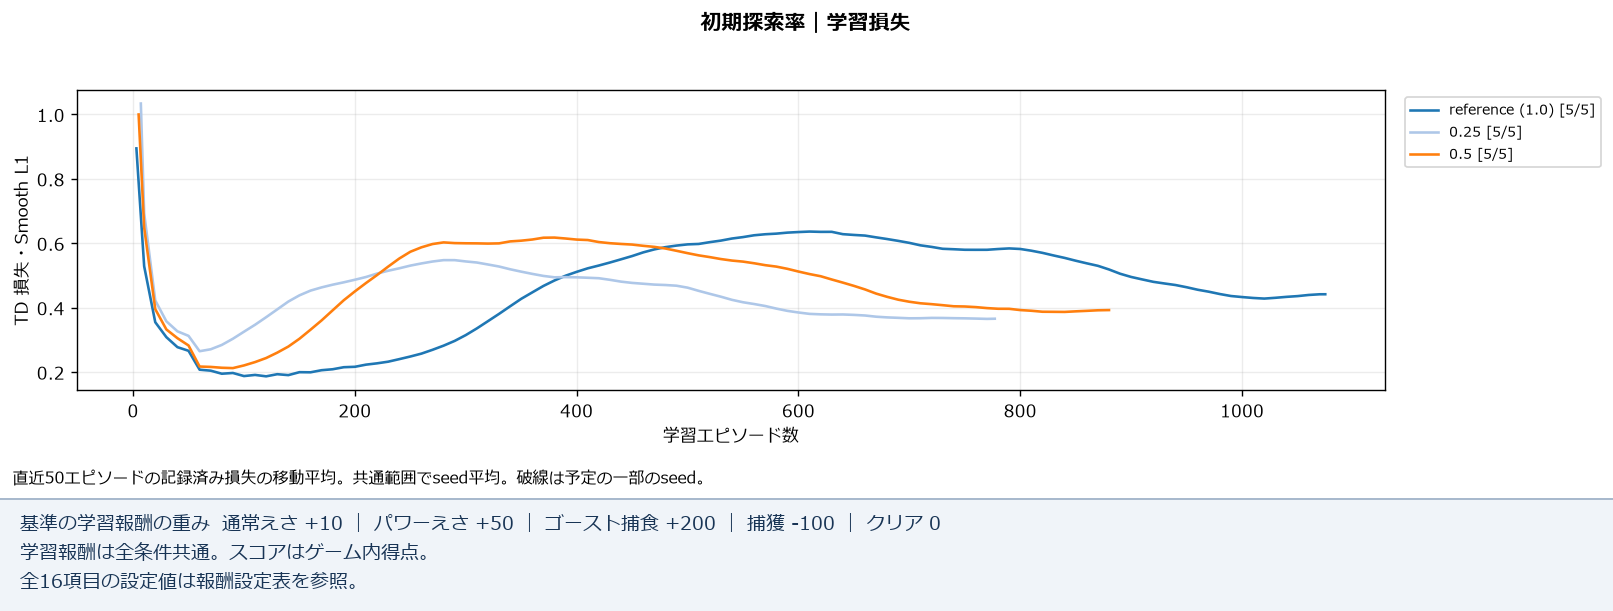 初期探索率｜学習損失
1.0
0.8
0.6
0.4
0.2
TD 損失・Smooth L1
0
200
400
600
800
1000
学習エピソード数
reference (1.0) [5/5]
0.25 [5/5]
0.5 [5/5]
直近50エピソードの記録済み損失の移動平均。共通範囲でseed平均。破線は予定の一部のseed。
基準の学習報酬の重み 通常えさ +10 ｜ パワーえさ +50 ｜ ゴースト捕食 +200 ｜ 捕獲 -100 ｜ クリア 0
学習報酬は全条件共通。スコアはゲーム内得点。
全16項目の設定値は報酬設定表を参照。